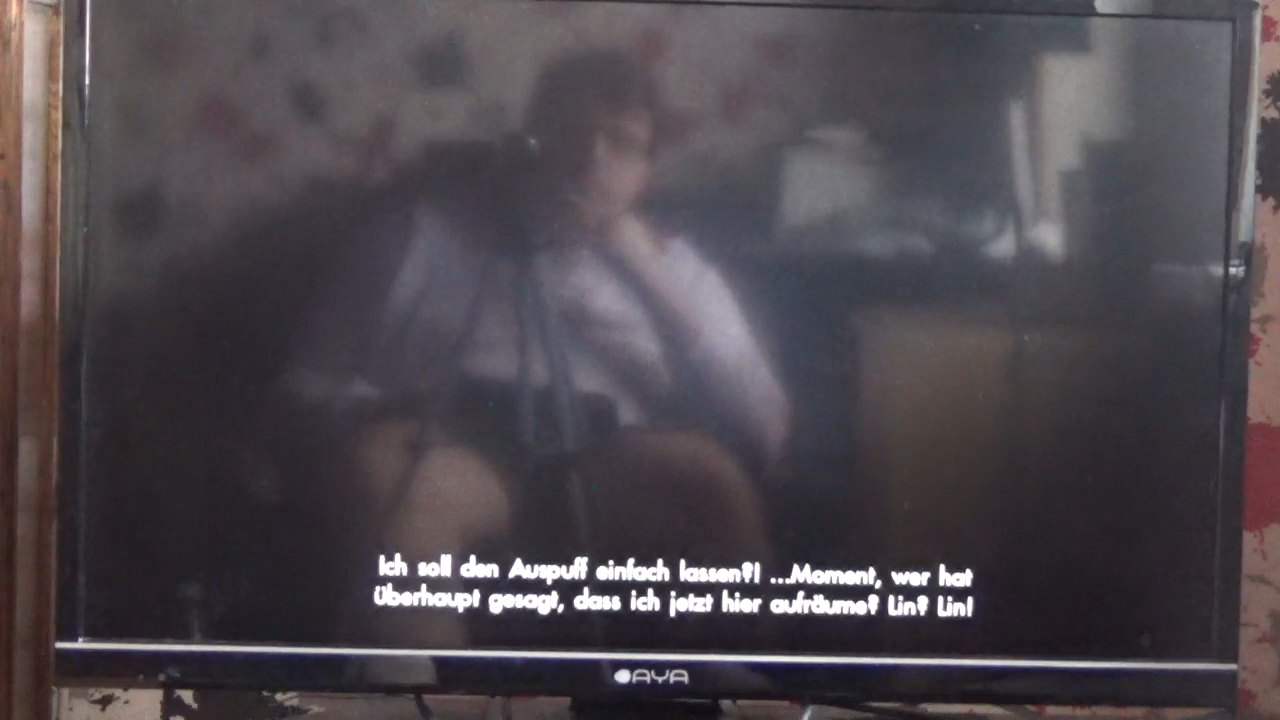 Ich soll den Auspuff einfach lassen?! ...Moment, wer hat
überhaupt gesagt, dass ich jetzt hier aufräume? Lin? Lin!
AYA